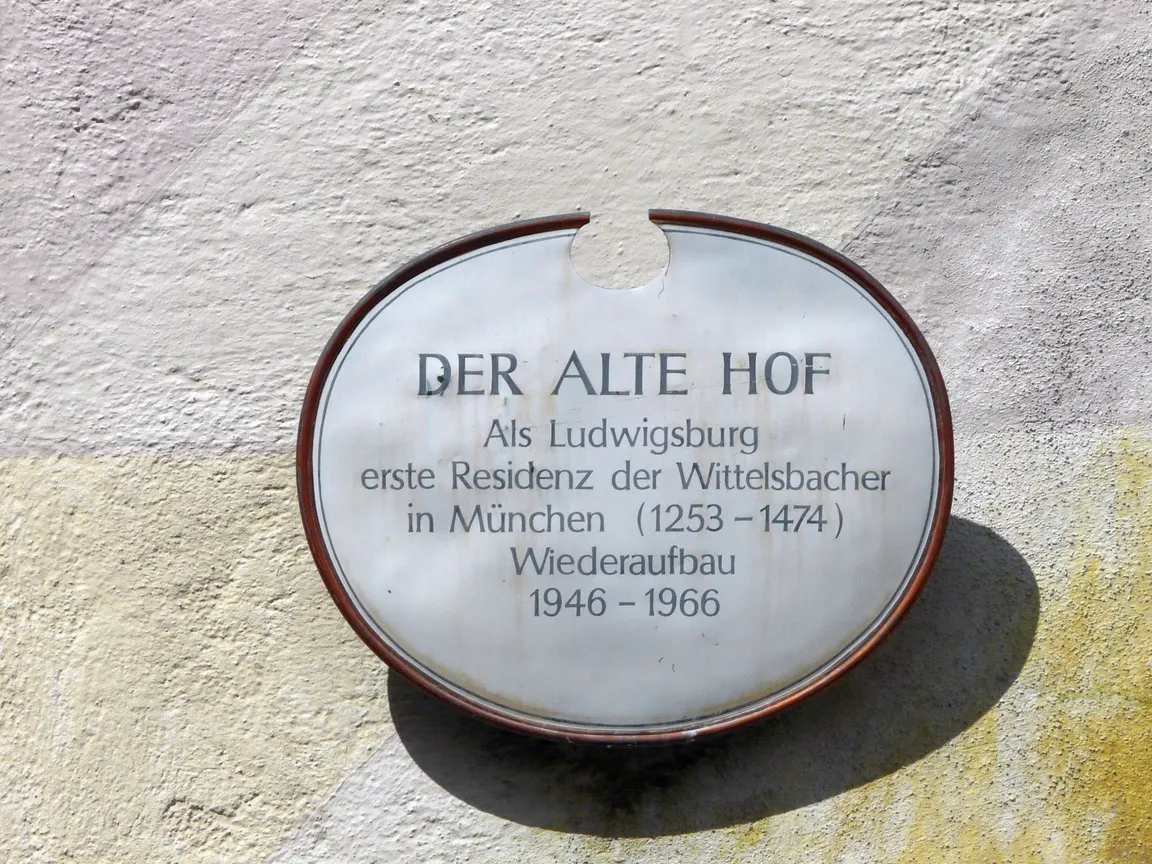 DER ALTE HOF
Als Ludwigsburg
erste Residenz der Wittelsbacher
in München (1253 – 1474)
Wiederaufbau
1946 – 1966